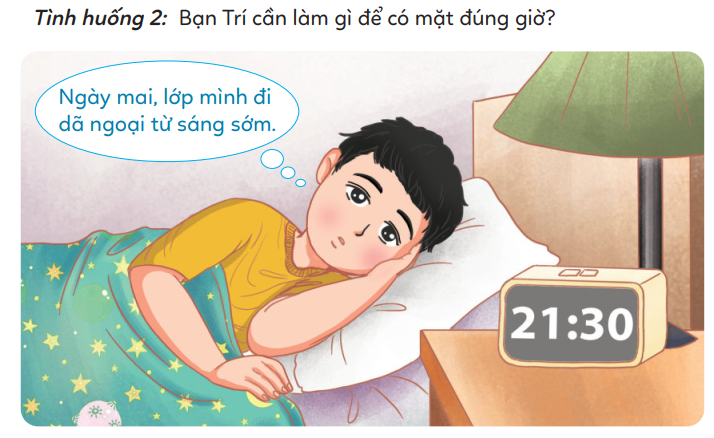 Tình huống 2: Bạn Trí cần làm gì để có mặt đúng giờ?
Ngày mai, lớp mình đi
dã ngoại từ sáng sớm.
21:30